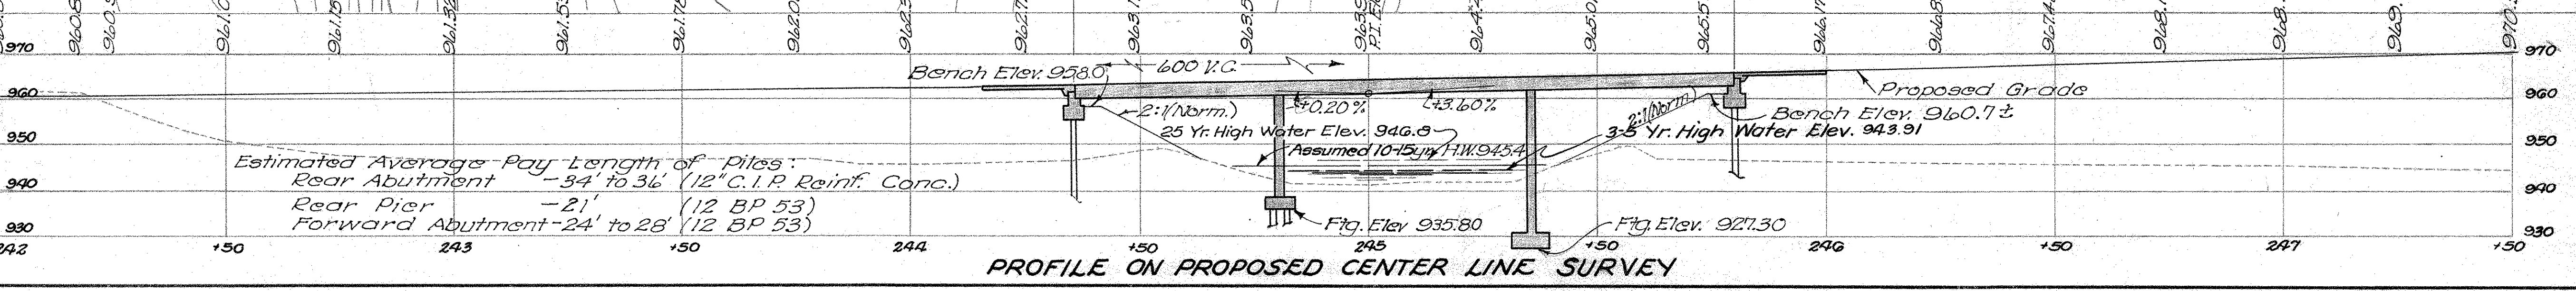 970
960
950
940
930
Bench Elev. 958.0
600' V.C.
+0.20%
+3.60%
2:1(Norm.)
2:1(Norm.)
Proposed Grade
Bench Elev. 960.7±
25 Yr. High Water Elev. 946.8
3-5 Yr. High Water Elev. 943.91
Assumed 10-15yr. H.W.945.4
Estimated Average Pay Length of Piles:
Rear Abutment - 34' to 36' (12" C.I.P. Reinf. Conc.)
Rear Pier - 21' (12 BP 53)
Forward Abutment - 24' to 28' (12 BP 53)
Ftg. Elev 935.80
Ftg. Elev. 927.30
970
960
950
940
930
242 +50 243 +50 244 +50 245 +50 246 +50 247 +50
PROFILE ON PROPOSED CENTER LINE SURVEY